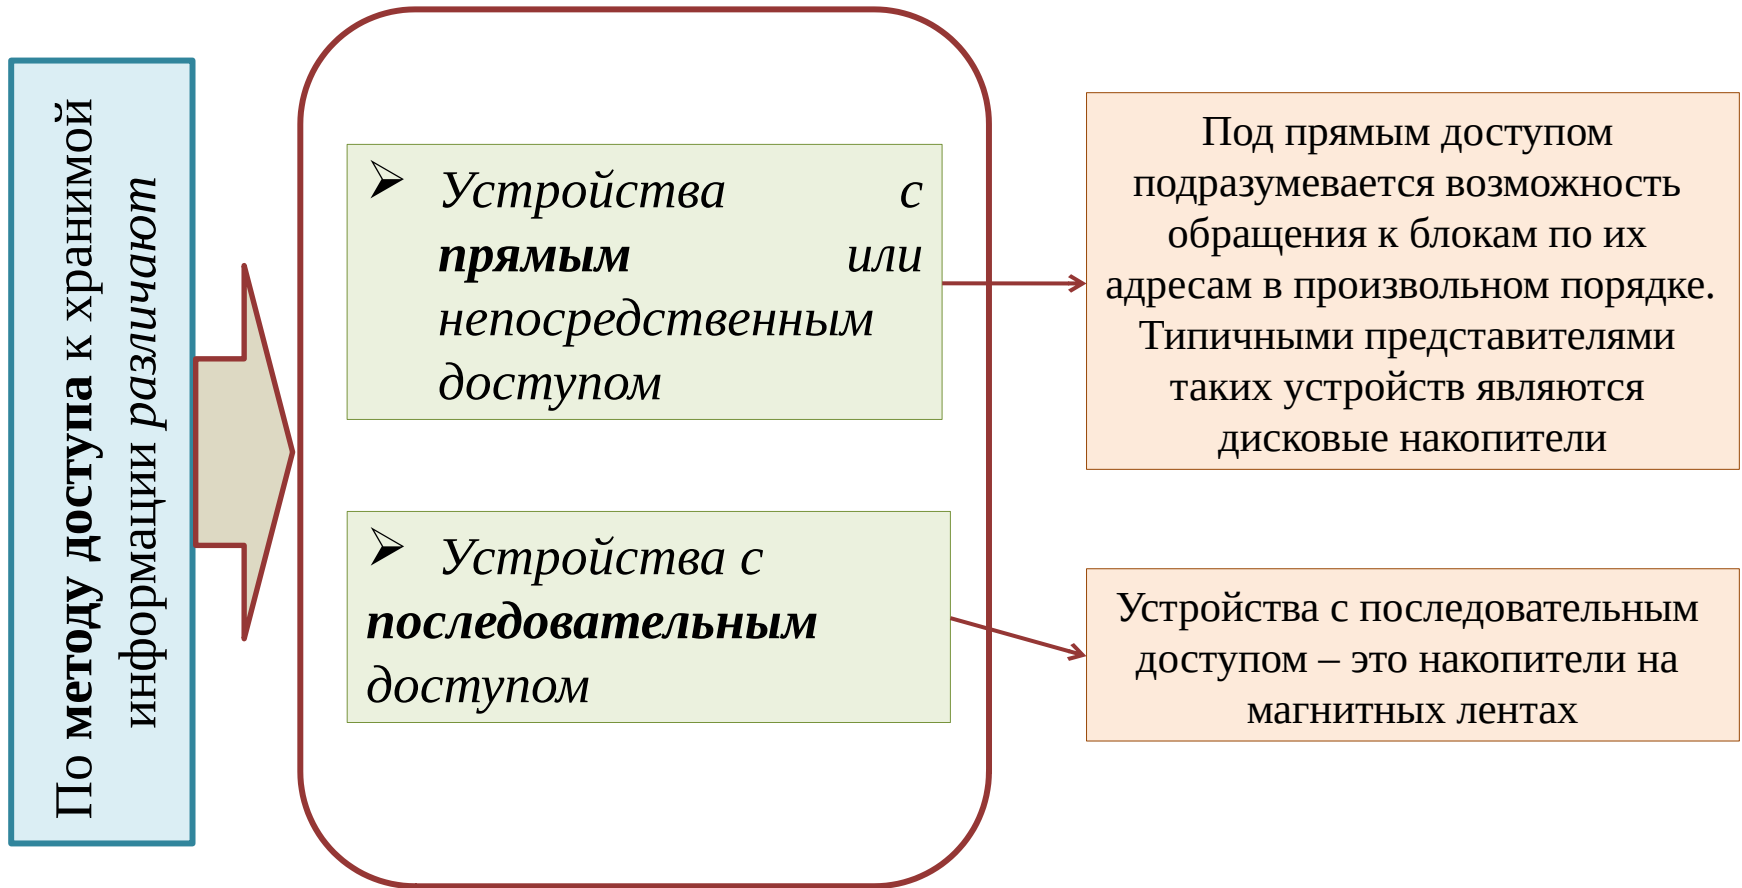 По методу доступа к хранимой
информации различают
Устройства с
прямым или
непосредственным
доступом
Под прямым доступом
подразумевается возможность
обращения к блокам по их
адресам в произвольном порядке.
Типичными представителями
таких устройств являются
дисковые накопители
Устройства с
последовательным
доступом
Устройства с последовательным
доступом – это накопители на
магнитных лентах